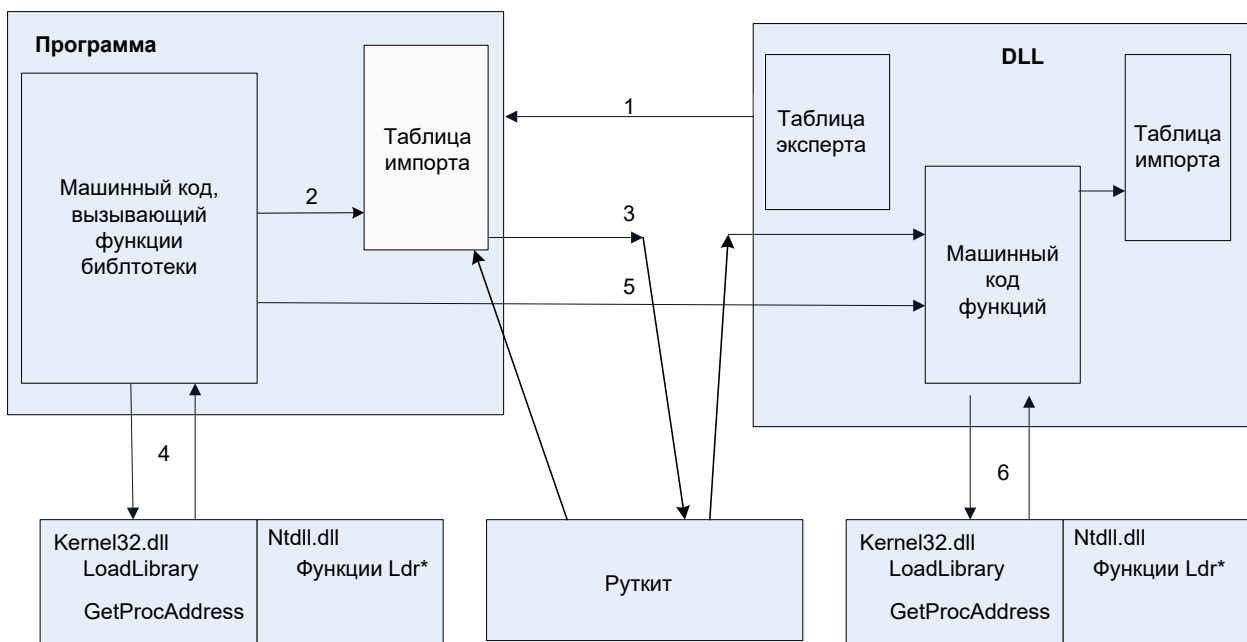 Программа
DLL
Таблица
импорта
Машинный код,
вызывающий
функции
библтотеки
1
2
3
4
5
6
Таблица
эксперта
Таблица
импорта
Машинный
код
функций
Kernel32.dll
LoadLibrary
GetProcAddress
Ntdll.dll
Функции Ldr*
Руткит
Kernel32.dll
LoadLibrary
GetProcAddress
Ntdll.dll
Функции Ldr*